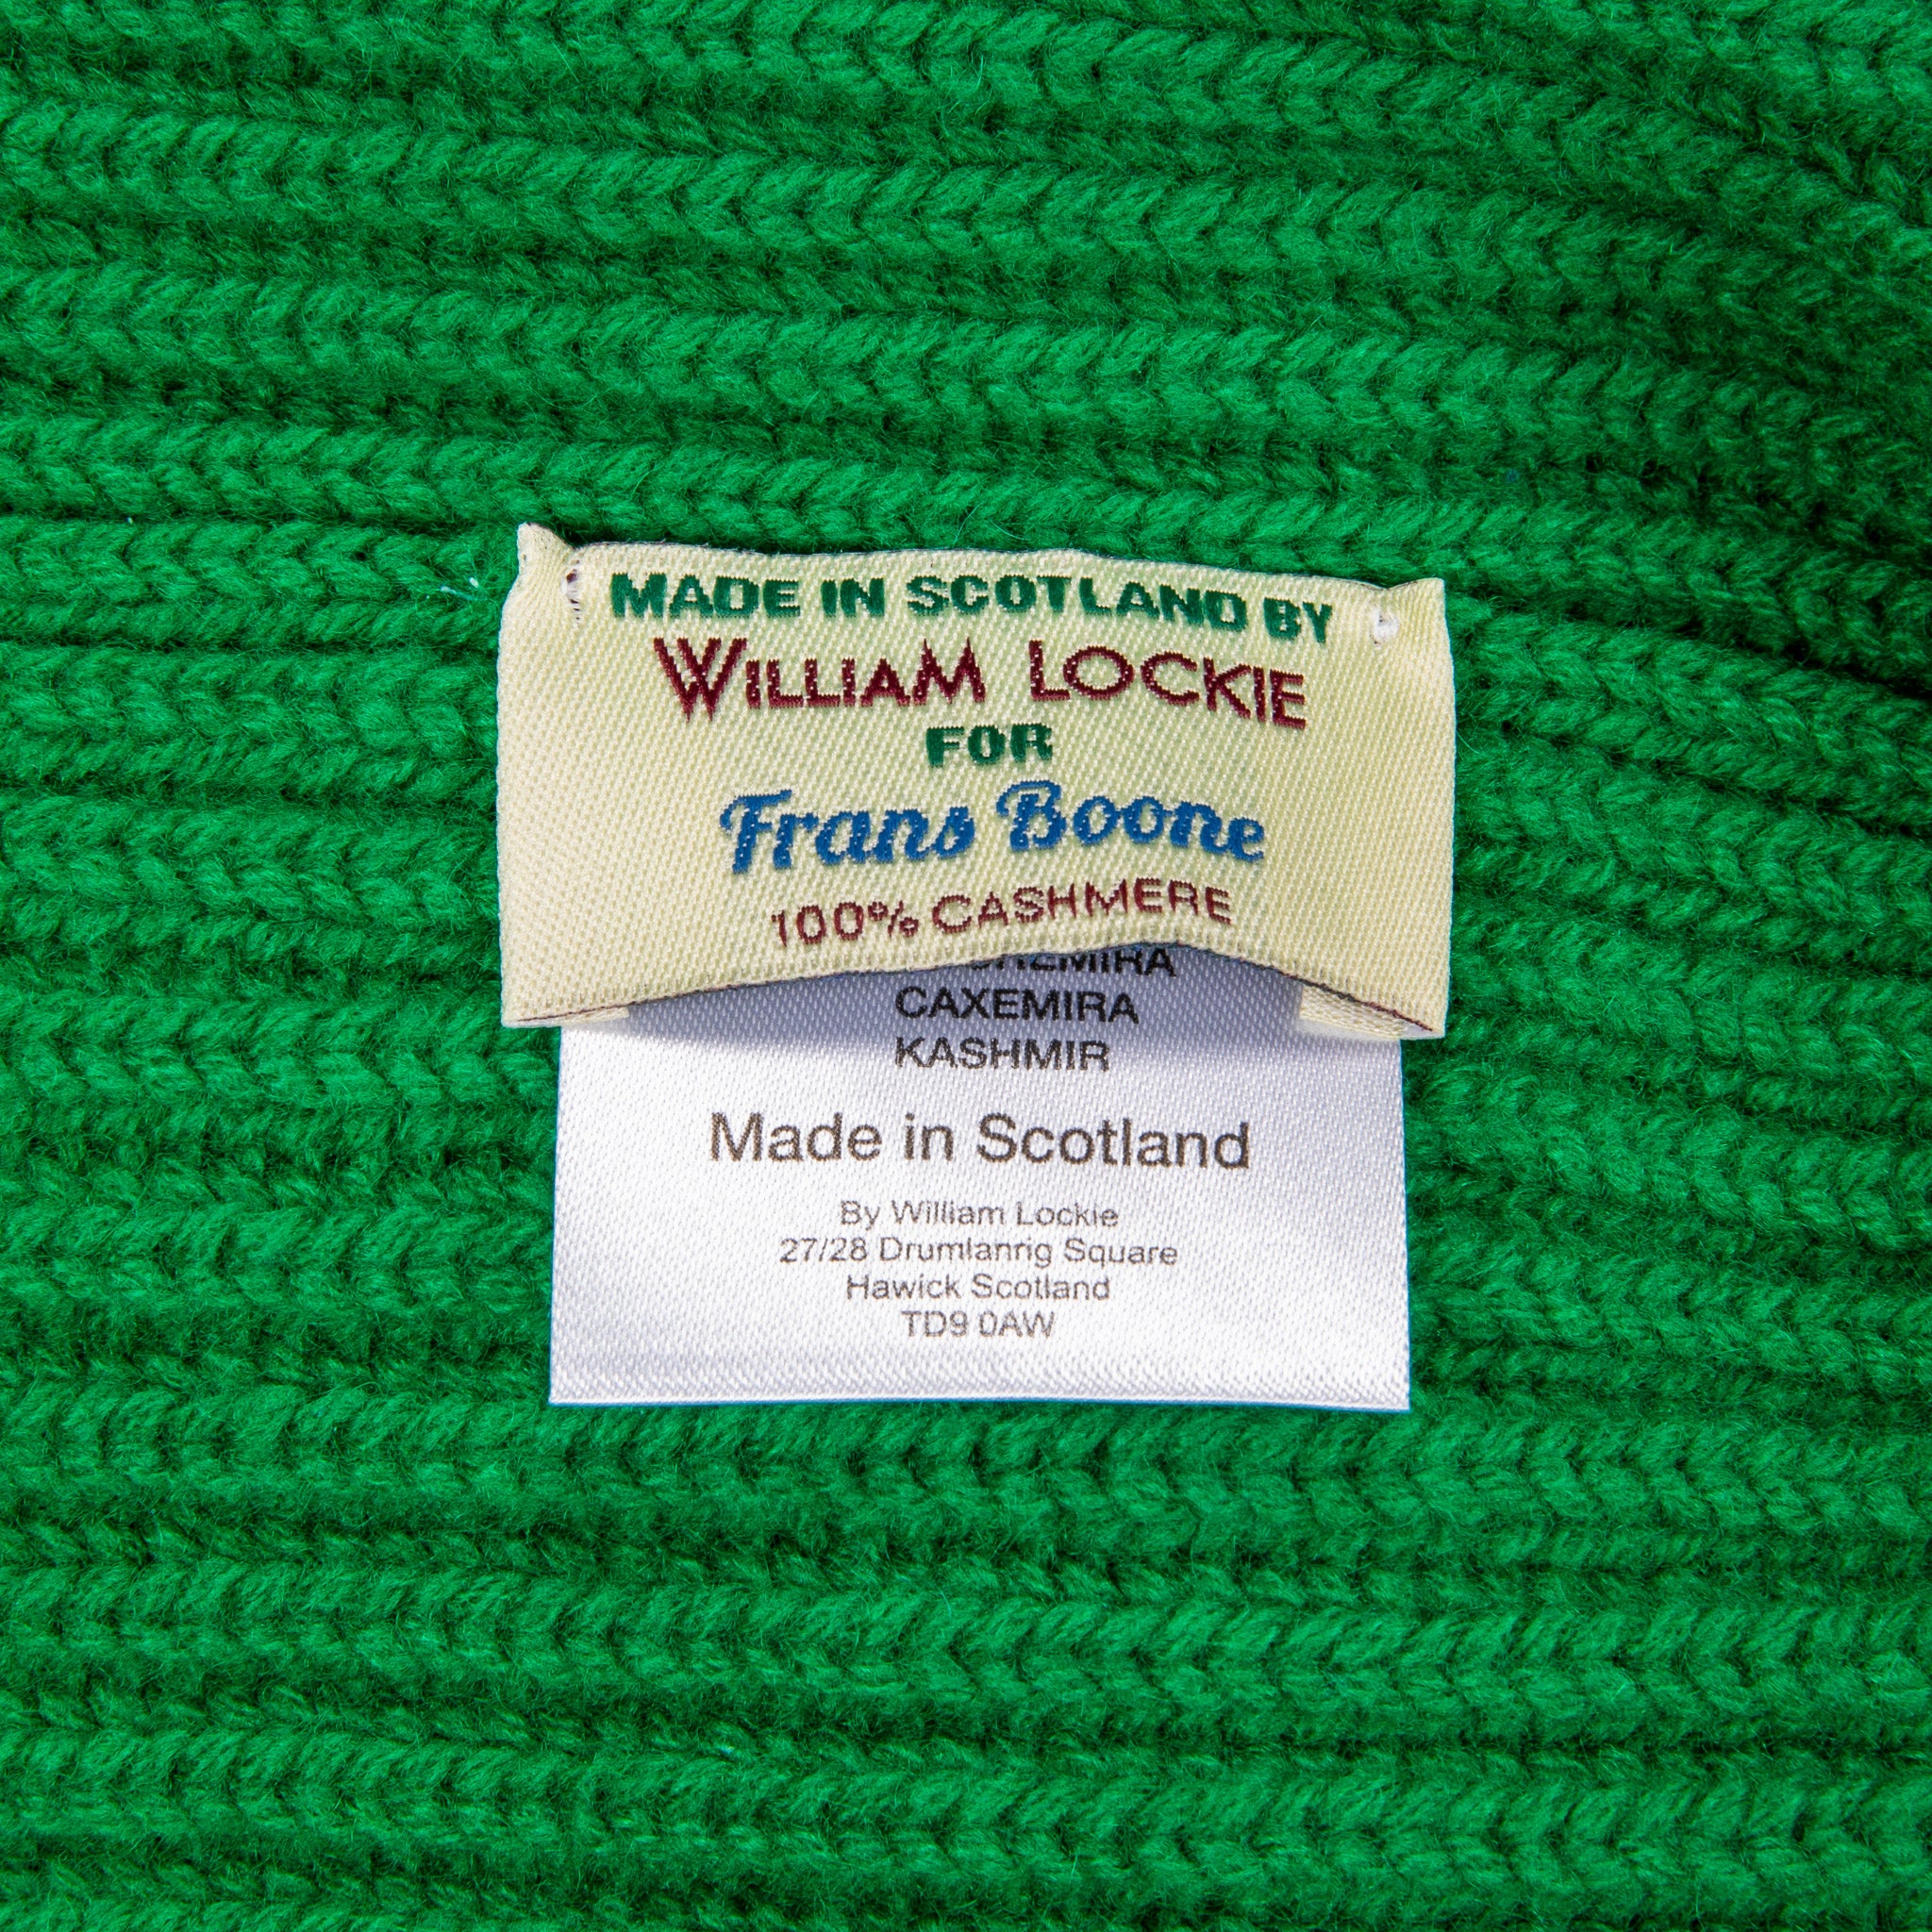 MADE IN SCOTLAND BY
WILLIAM LOCKIE
FOR
Frans Boone
100% CASHMERE
CAXEMIRA
KASHMIR
Made in Scotland
By William Lockie
27/28 Drumlanrig Square
Hawick Scotland
TD9 0AW